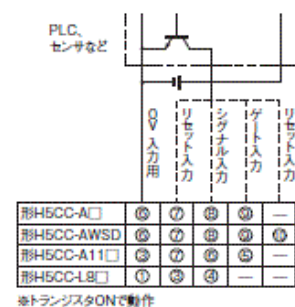 PLC、
センサなど
0V入力用
リセット入力
シグナル入力
ゲート入力
リセット入力
形H5CC-A□ ⑥ ⑦ ⑧ ⑨ —
形H5CC-AWSD ⑥ ⑦ ⑧ ⑨ ⑩
形H5CC-A11□ ③ ⑦ ⑥ ⑤ —
形H5CC-L8□ ① ③ ④ — —
※トランジスタONで動作